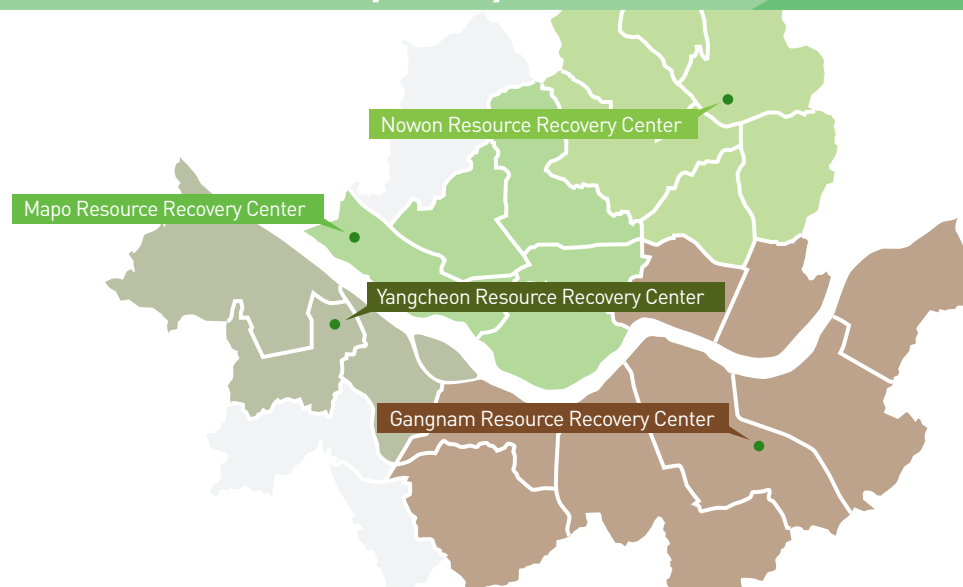 Nowon Resource Recovery Center
Mapo Resource Recovery Center
Yangcheon Resource Recovery Center
Gangnam Resource Recovery Center